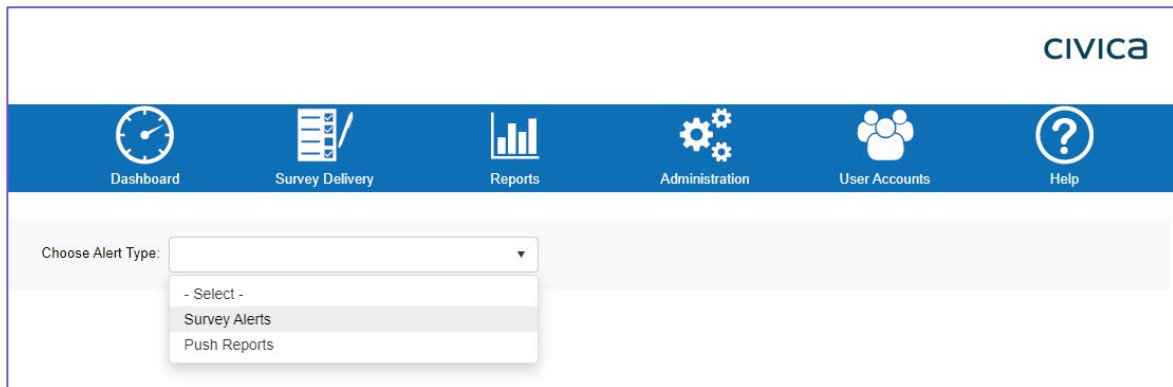 civica
Dashboard Survey Delivery Reports Administration User Accounts Help
Choose Alert Type:
- Select -
Survey Alerts
Push Reports